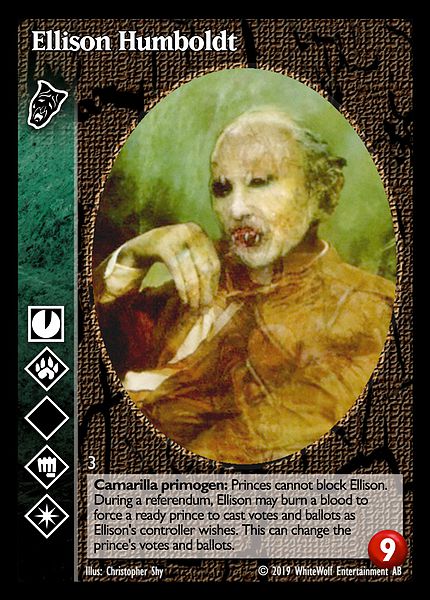 Ellison Humboldt
3
Camarilla primogen: Princes cannot block Ellison.
During a referendum, Ellison may burn a blood to
force a ready prince to cast votes and ballots as
Ellison's controller wishes. This can change the
prince's votes and ballots.
9
Illus: Christopher Shy © 2019 WhiteWolf Entertainment AB